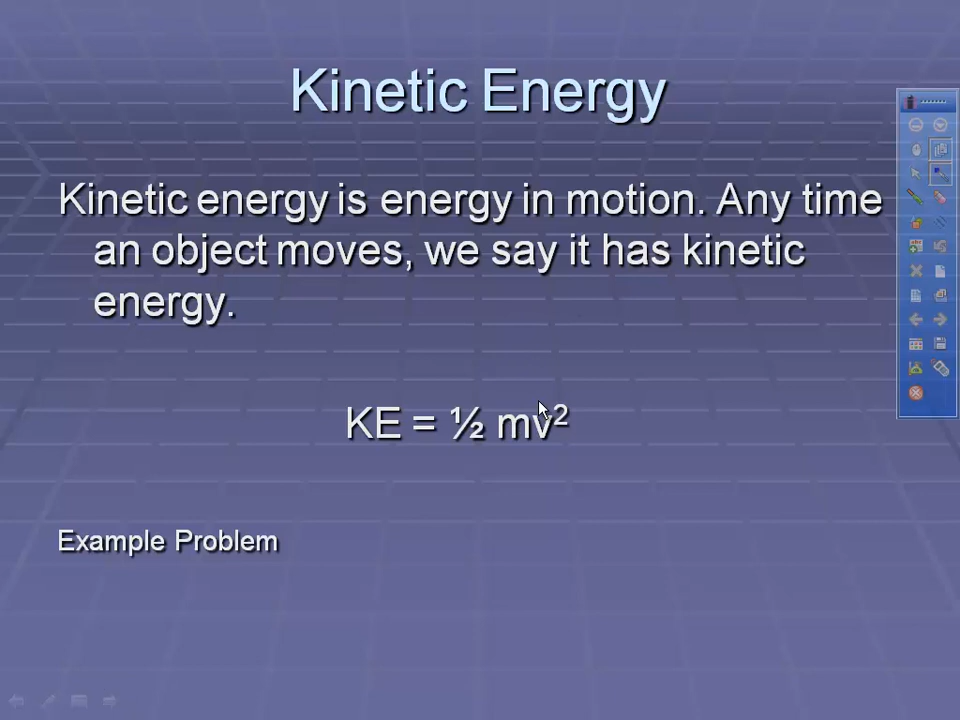 Kinetic Energy
Kinetic energy is energy in motion. Any time
an object moves, we say it has kinetic
energy.
KE = ½ mv²
Example Problem